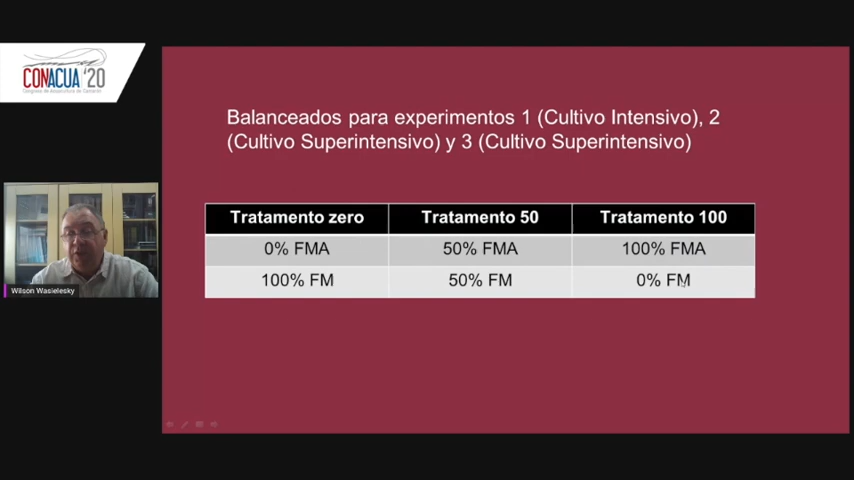 CONACUA '20
Balanceados para experimentos 1 (Cultivo Intensivo), 2
(Cultivo Superintensivo) y 3 (Cultivo Superintensivo)
Tratamento zero Tratamento 50 Tratamento 100
0% FMA 50% FMA 100% FMA
100% FM 50% FM 0% FM
Wilson Wasielesky